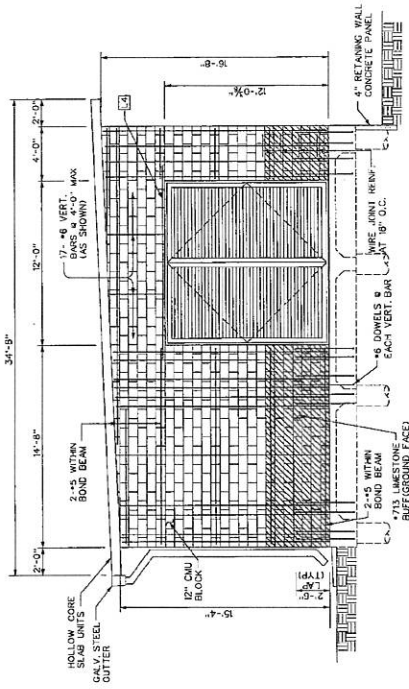 34'-8"
2'-0"
14'-8"
12'-0"
4'-0"
2'-0"
HOLLOW CORE
SLAB UNITS
GALV. STEEL
GUTTER
2-#5 WITHIN
BOND BEAM
17- #6 VERT.
BARS @ 4'-0" MAX
(AS SHOWN)
L4
16'-8"
12'-0⅜"
15'-4"
12" CMU
BLOCK
2'-6"
LAP
(TYP)
2-#5 WITHIN
BOND BEAM
#713 LIMESTONE
BUFF(GROUND FACE)
#6 DOWELS @
EACH VERT. BAR
WIRE JOINT REINF.
AT 16" O.C.
4" RETAINING WALL
CONCRETE PANEL